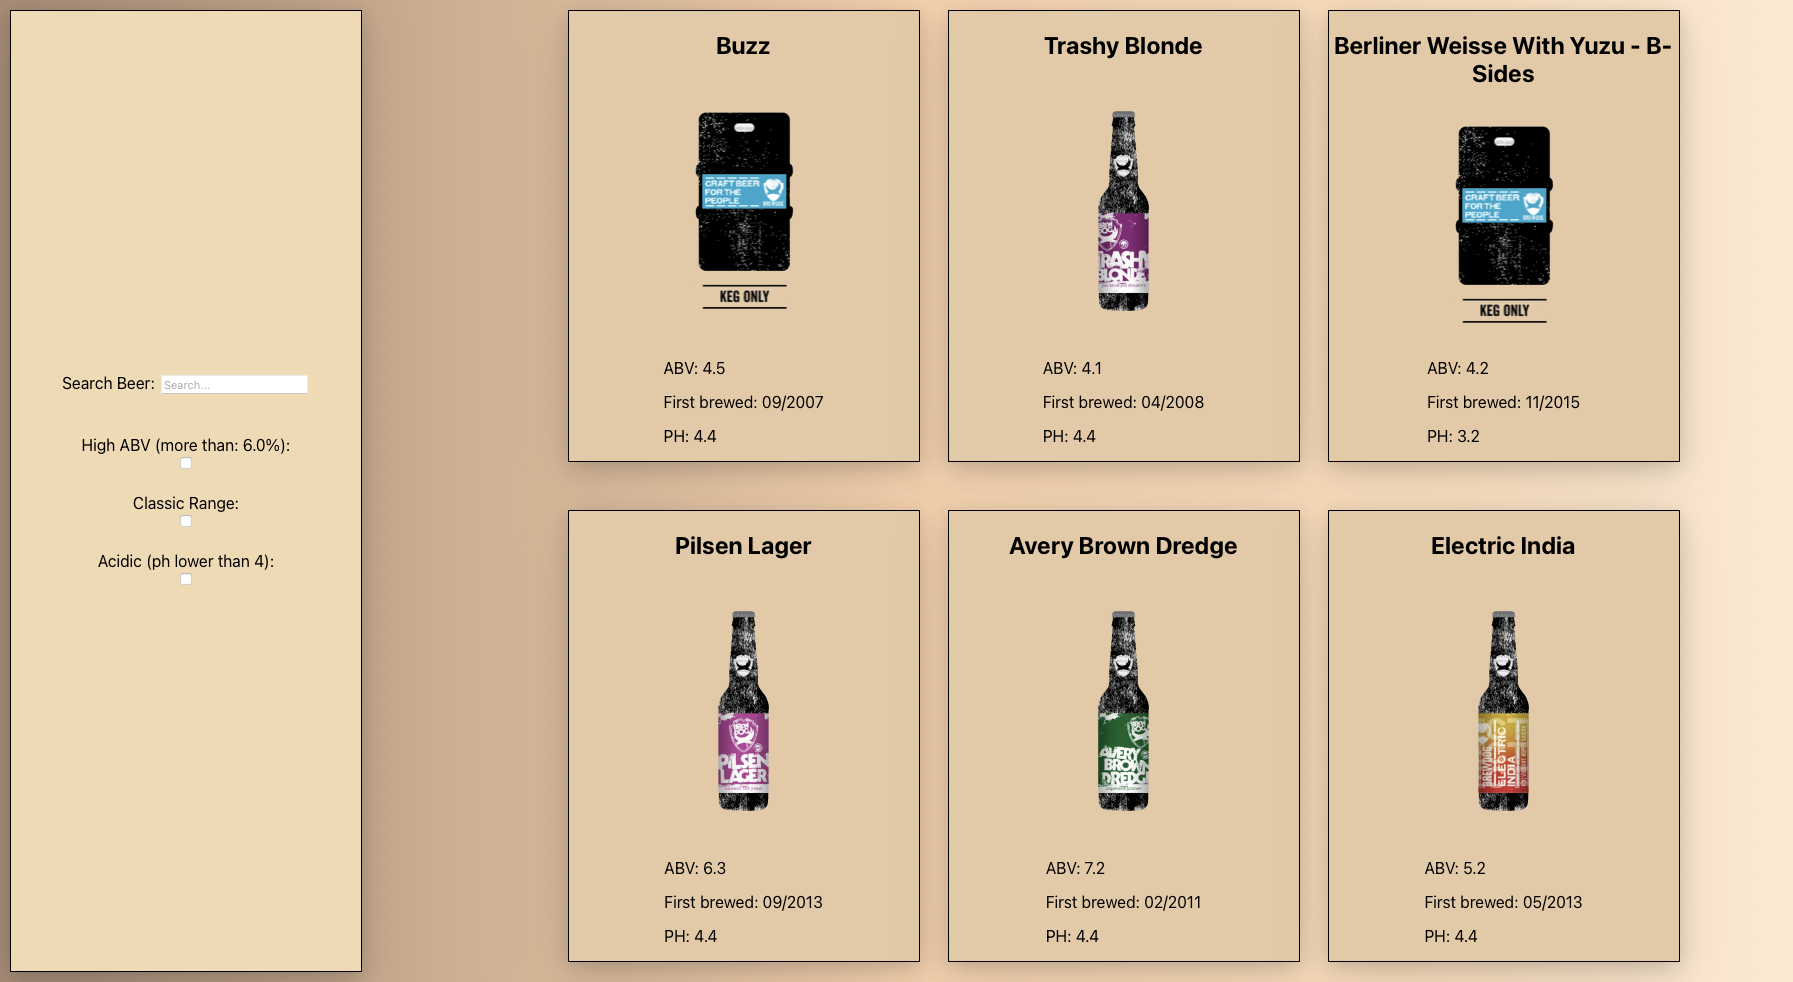 Search Beer: Search...
High ABV (more than: 6.0%):
Classic Range:
Acidic (ph lower than 4):
Buzz
CRAFT BEER
FOR THE
PEOPLE
BREWDOG
KEG ONLY
ABV: 4.5
First brewed: 09/2007
PH: 4.4
Trashy Blonde
TRASHY
BLONDE
ABV: 4.1
First brewed: 04/2008
PH: 4.4
Berliner Weisse With Yuzu - B-
Sides
CRAFT BEER
FOR THE
PEOPLE
BREWDOG
KEG ONLY
ABV: 4.2
First brewed: 11/2015
PH: 3.2
Pilsen Lager
BREW
DOG
PILSEN
LAGER
ABV: 6.3
First brewed: 09/2013
PH: 4.4
Avery Brown Dredge
AVERY
BROWN
DREDGE
ABV: 7.2
First brewed: 02/2011
PH: 4.4
Electric India
BREWDOG
ELECTRIC
INDIA
ABV: 5.2
First brewed: 05/2013
PH: 4.4